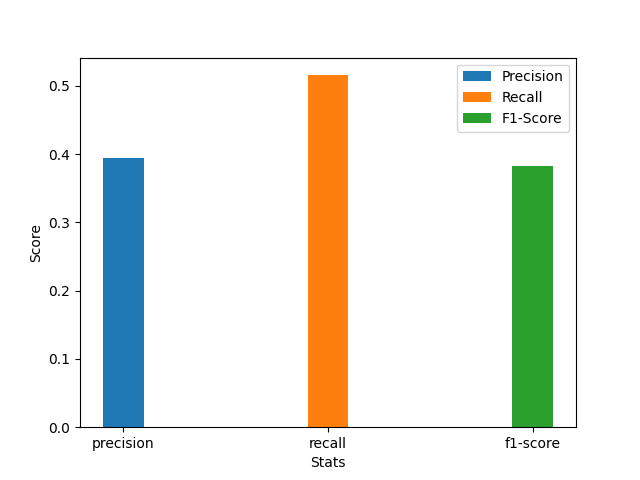 0.5
0.4
0.3
0.2
0.1
0.0
Score
Precision
Recall
F1-Score
precision
recall
f1-score
Stats